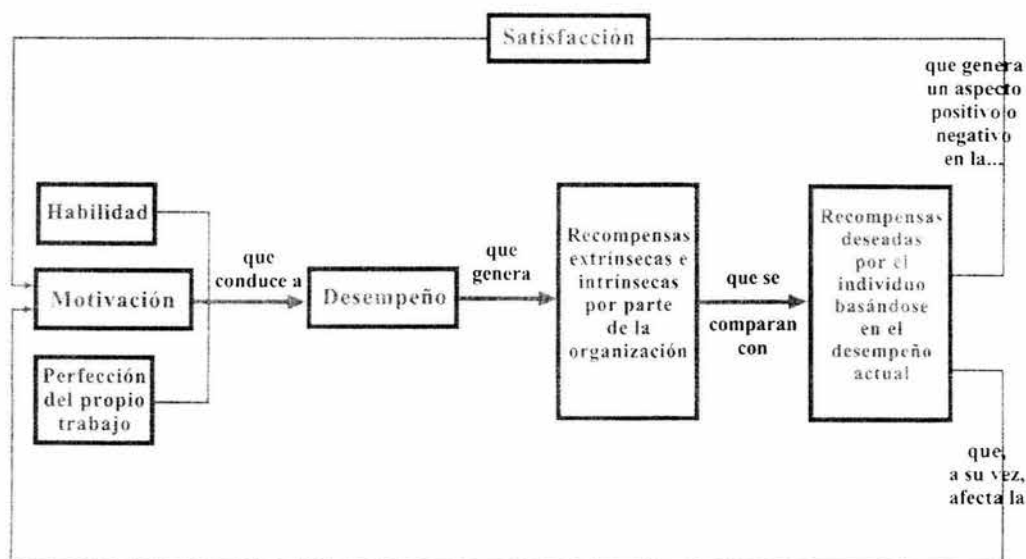 Satisfacción
que genera
un aspecto
positivo o
negativo
en la...
Habilidad
Motivación
Perfección
del propio
trabajo
que
conduce a
Desempeño
que
genera
Recompensas
extrínsecas e
intrínsecas
por parte
de la
organización
que se
comparan
con
Recompensas
deseadas
por el
individuo
basándose
en el
desempeño
actual
que,
a su vez,
afecta la